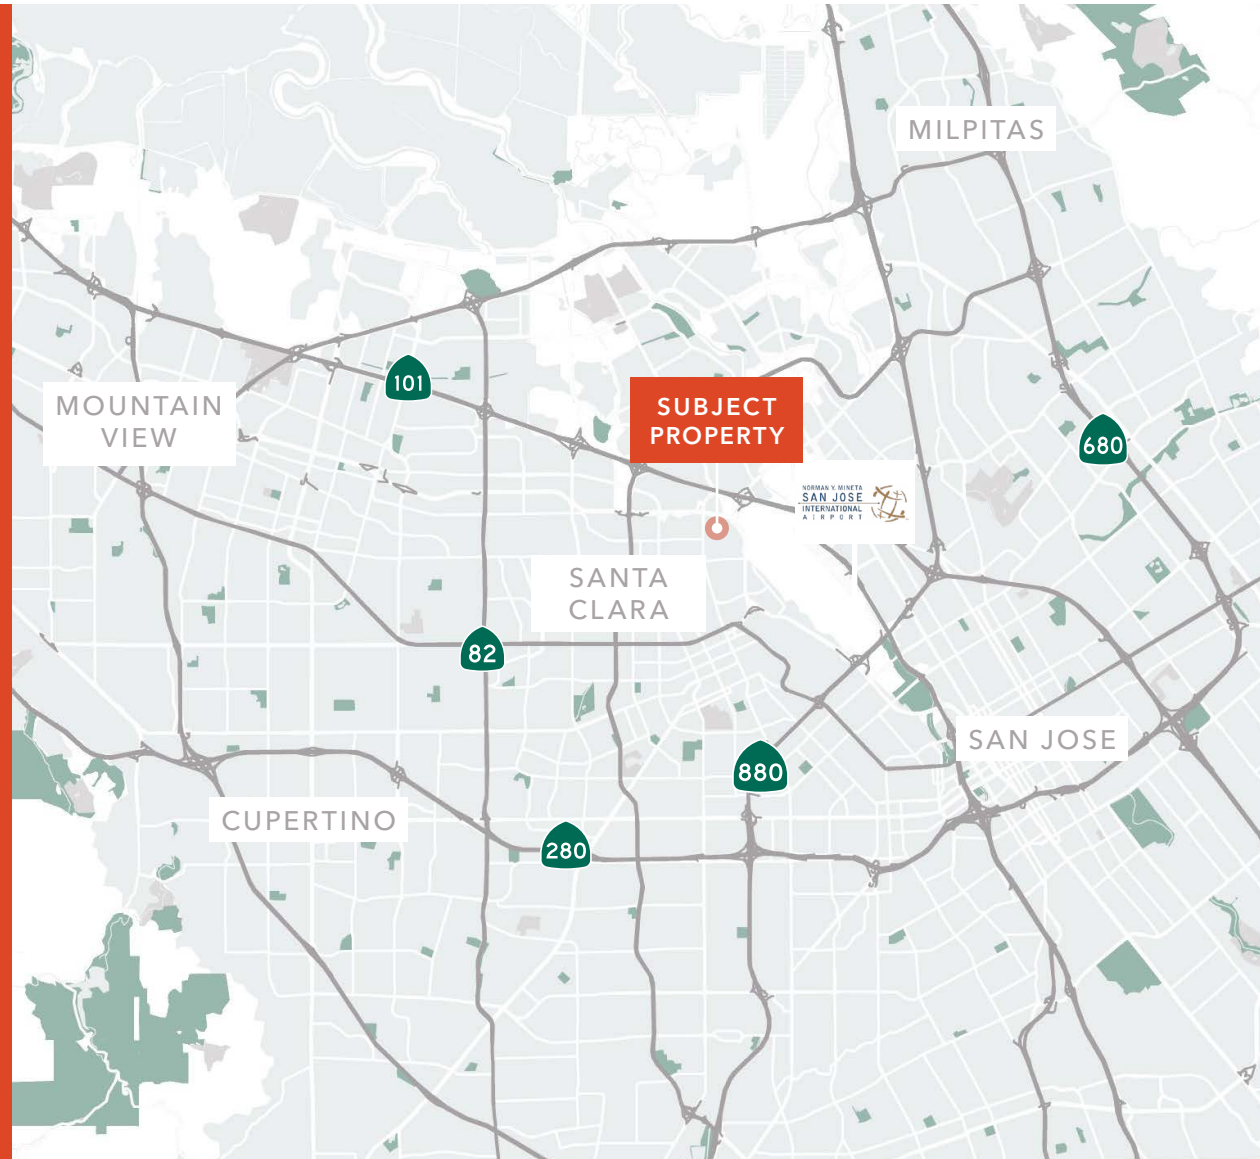 MILPITAS
101
MOUNTAIN
VIEW
SUBJECT
PROPERTY
680
NORMAN Y. MINETA
SAN JOSE
INTERNATIONAL
AIRPORT
SANTA
CLARA
82
SAN JOSE
880
CUPERTINO
280